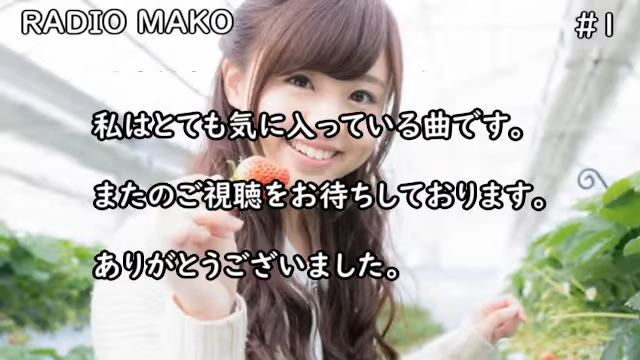 RADIO MAKO
#1
私はとても気に入っている曲です。
またのご視聴をお待ちしております。
ありがとうございました。